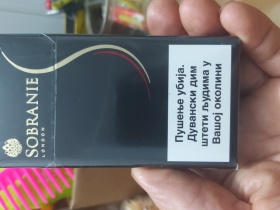 SOBRANIE
LONDON
Пушење убија.
Дувански дим
штети људима у
Вашој околини